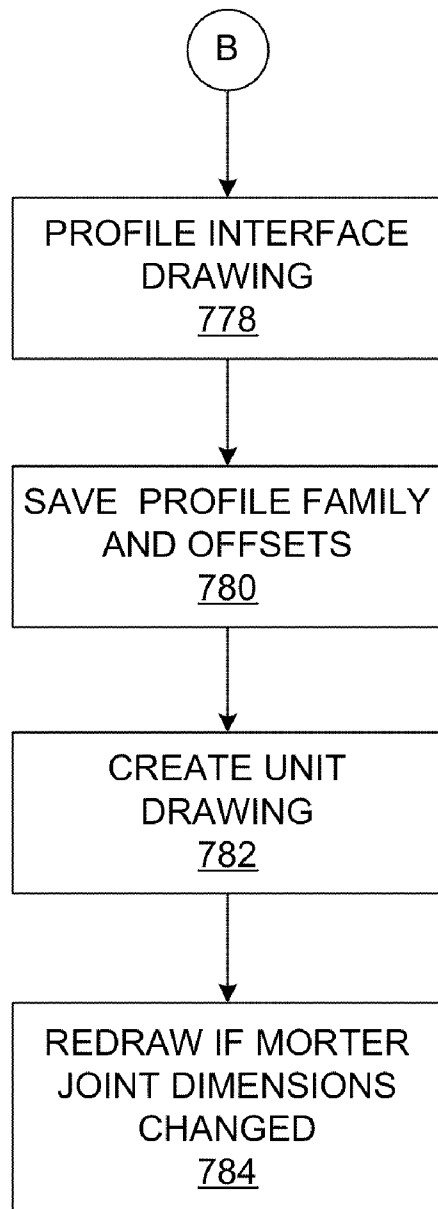 B
PROFILE INTERFACE
DRAWING
778
SAVE PROFILE FAMILY
AND OFFSETS
780
CREATE UNIT
DRAWING
782
REDRAW IF MORTER
JOINT DIMENSIONS
CHANGED
784